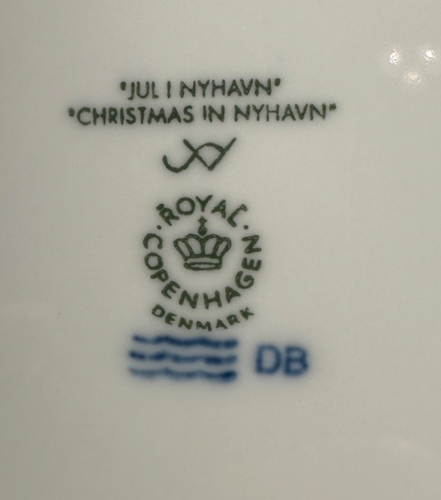 "JUL I NYHAVN"
"CHRISTMAS IN NYHAVN"
ROYAL
COPENHAGEN
DENMARK
DB